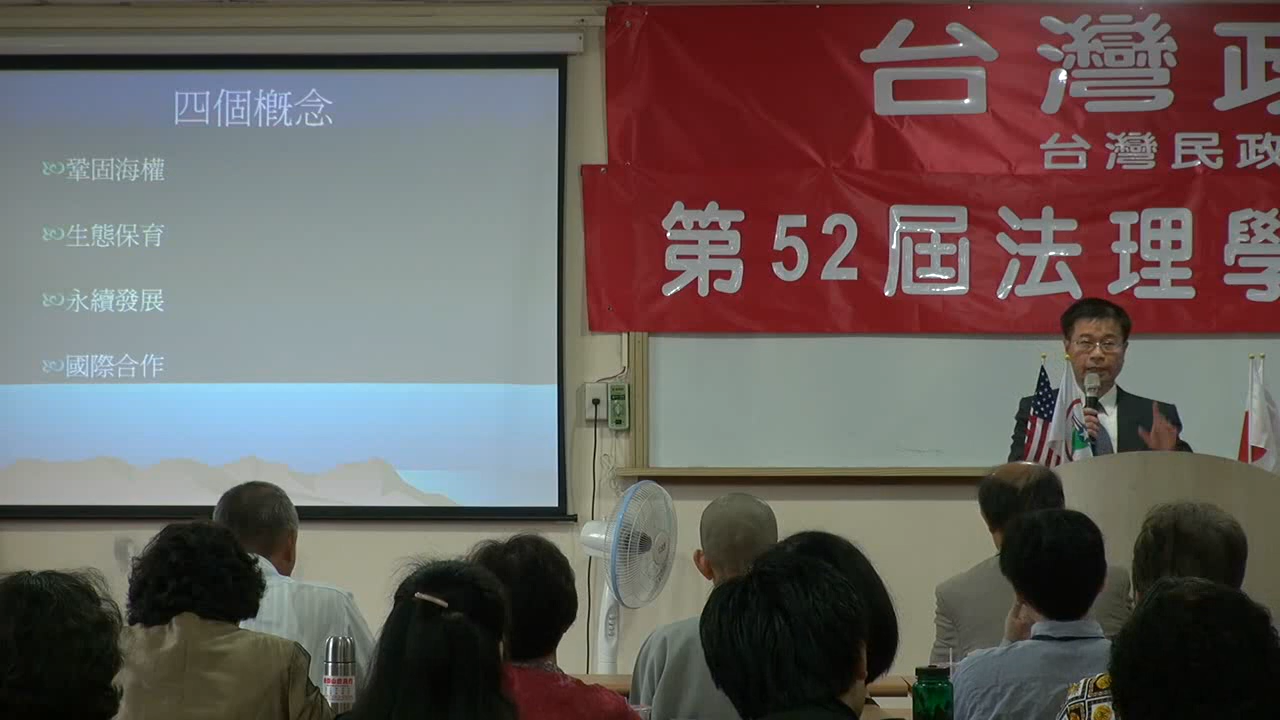 四個概念
鞏固海權
生態保育
永續發展
國際合作
台灣政
台灣民政
第52屆法理學